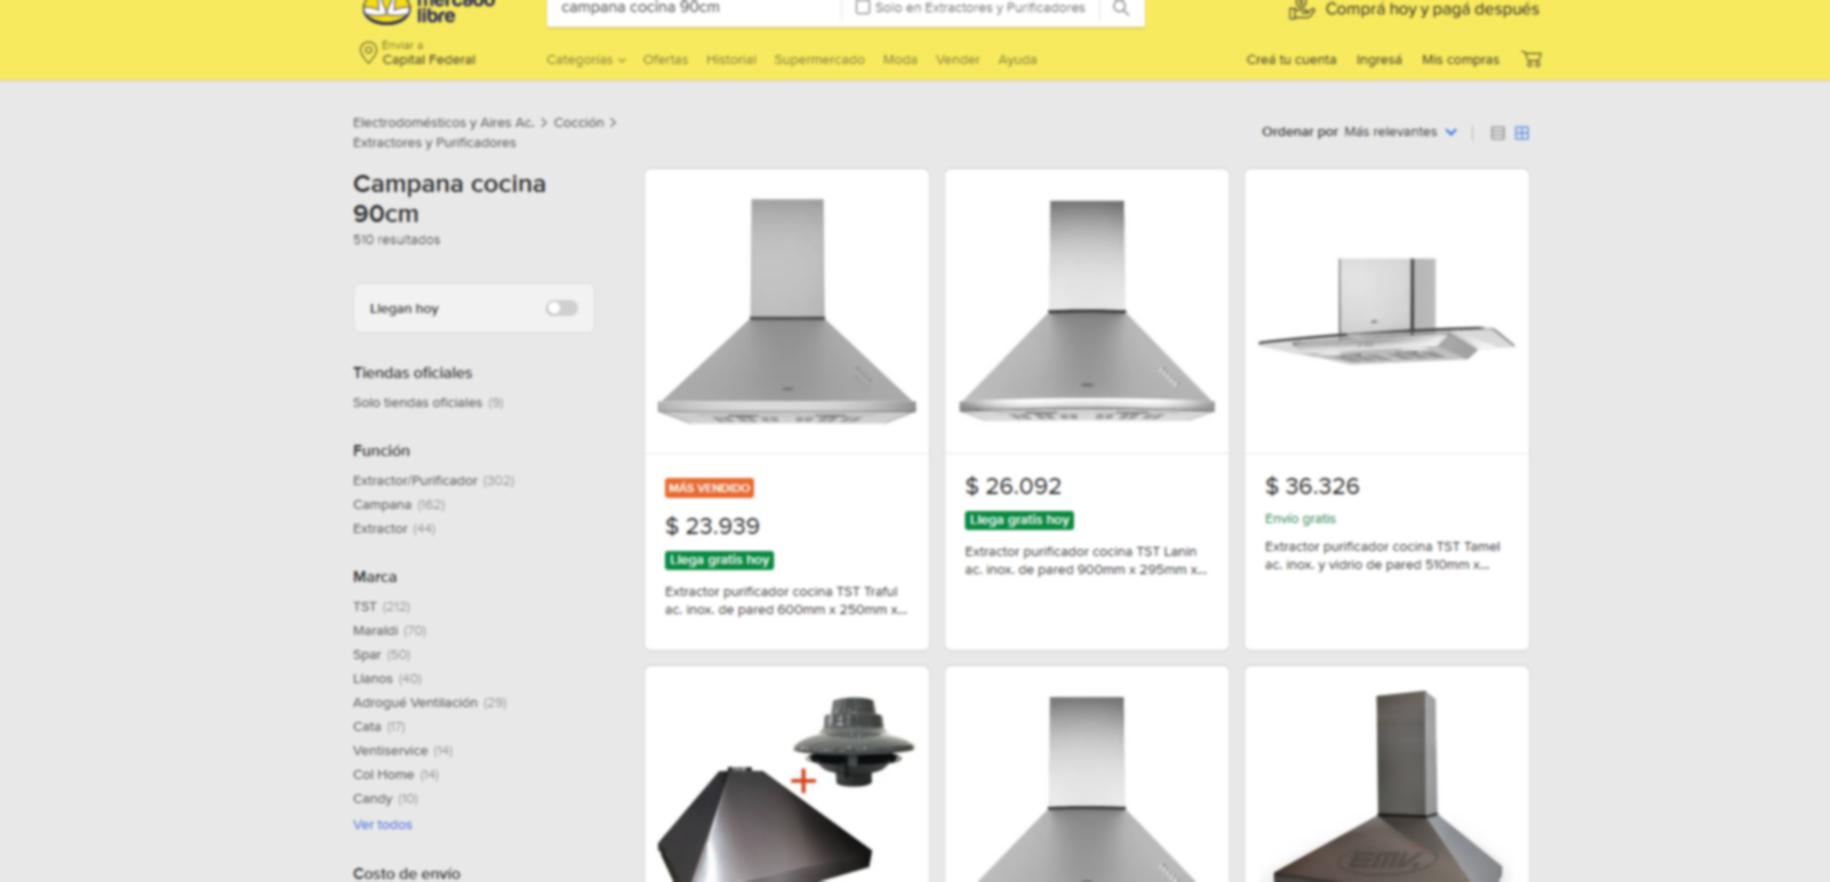 mercado
libre
campana cocina 90cm
Solo en Extractores y Purificadores
Comprá hoy y pagá después
Enviar a
Capital Federal
Categorías
Ofertas
Historial
Supermercado
Moda
Vender
Ayuda
Creá tu cuenta
Ingresá
Mis compras
Electrodomésticos y Aires Ac. > Cocción >
Extractores y Purificadores
Ordenar por Más relevantes
Campana cocina
90cm
510 resultados
Llegan hoy
Tiendas oficiales
Solo tiendas oficiales (9)
Función
Extractor/Purificador (302)
Campana (162)
Extractor (44)
Marca
TST (212)
Maraldi (70)
Spar (50)
Llanos (40)
Adrogué Ventilación (29)
Cata (17)
Ventiservice (14)
Col Home (14)
Candy (10)
Ver todos
Costo de envío
MÁS VENDIDO
$ 23.939
Llega gratis hoy
Extractor purificador cocina TST Traful
ac. inox. de pared 600mm x 250mm x...
$ 26.092
Llega gratis hoy
Extractor purificador cocina TST Lanin
ac. inox. de pared 900mm x 295mm x...
$ 36.326
Envío gratis
Extractor purificador cocina TST Tamel
ac. inox. y vidrio de pared 510mm x...
+
EMV.